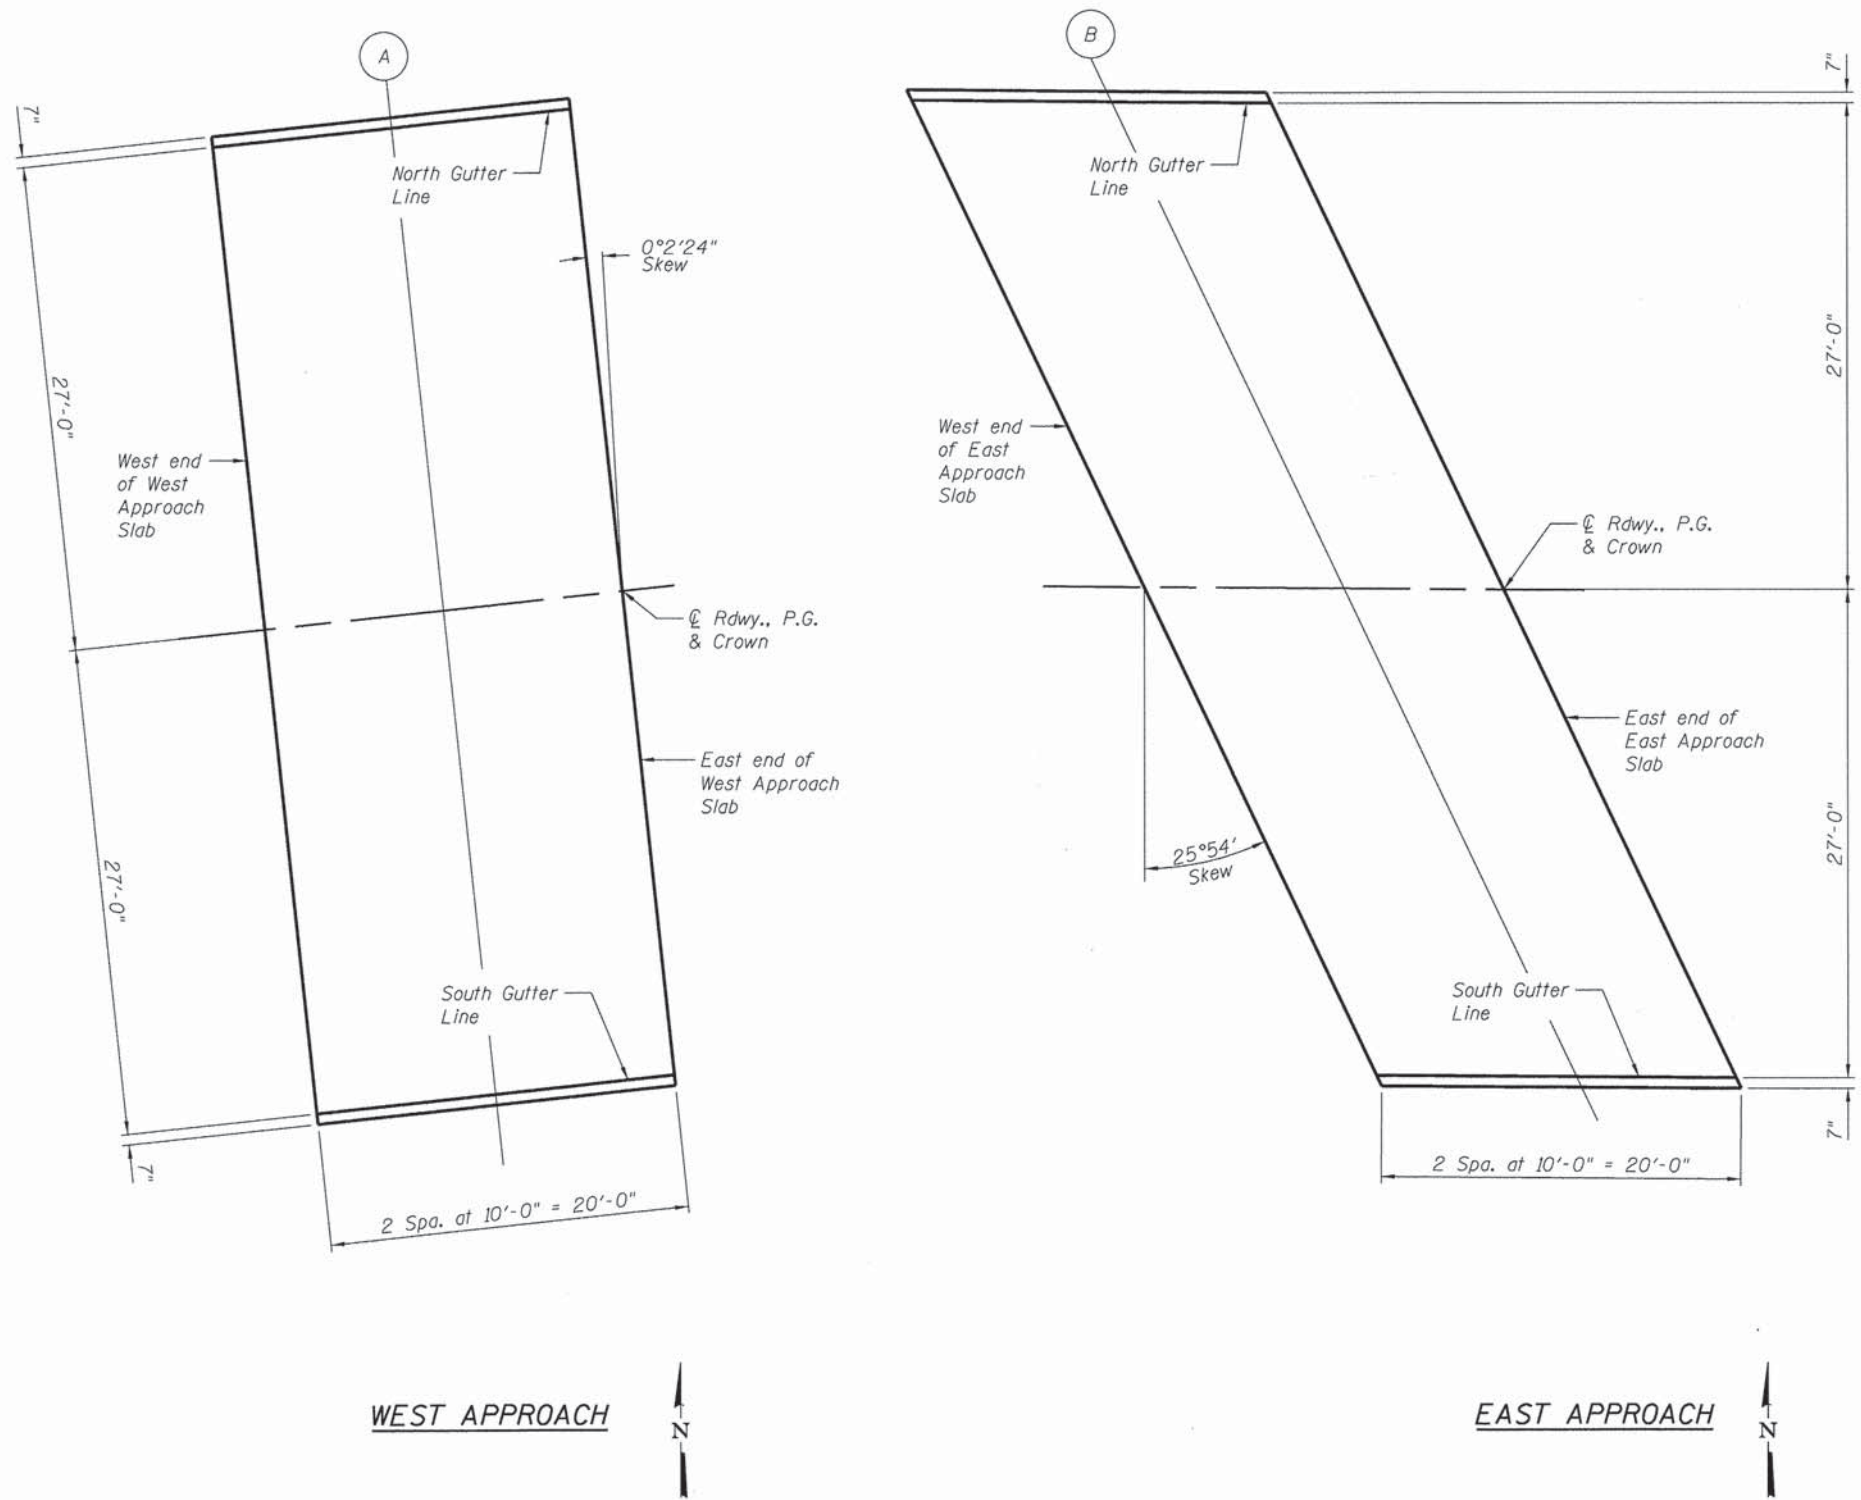 A
7"
North Gutter
Line
0°2'24"
Skew
27'-0"
West end
of West
Approach
Slab
℄ Rdwy., P.G.
& Crown
East end of
West Approach
Slab
27'-0"
South Gutter
Line
7"
2 Spa. at 10'-0" = 20'-0"
WEST APPROACH
N
B
7"
North Gutter
Line
27'-0"
West end
of East
Approach
Slab
℄ Rdwy., P.G.
& Crown
East end of
East Approach
Slab
27'-0"
25°54'
Skew
South Gutter
Line
7"
2 Spa. at 10'-0" = 20'-0"
EAST APPROACH
N